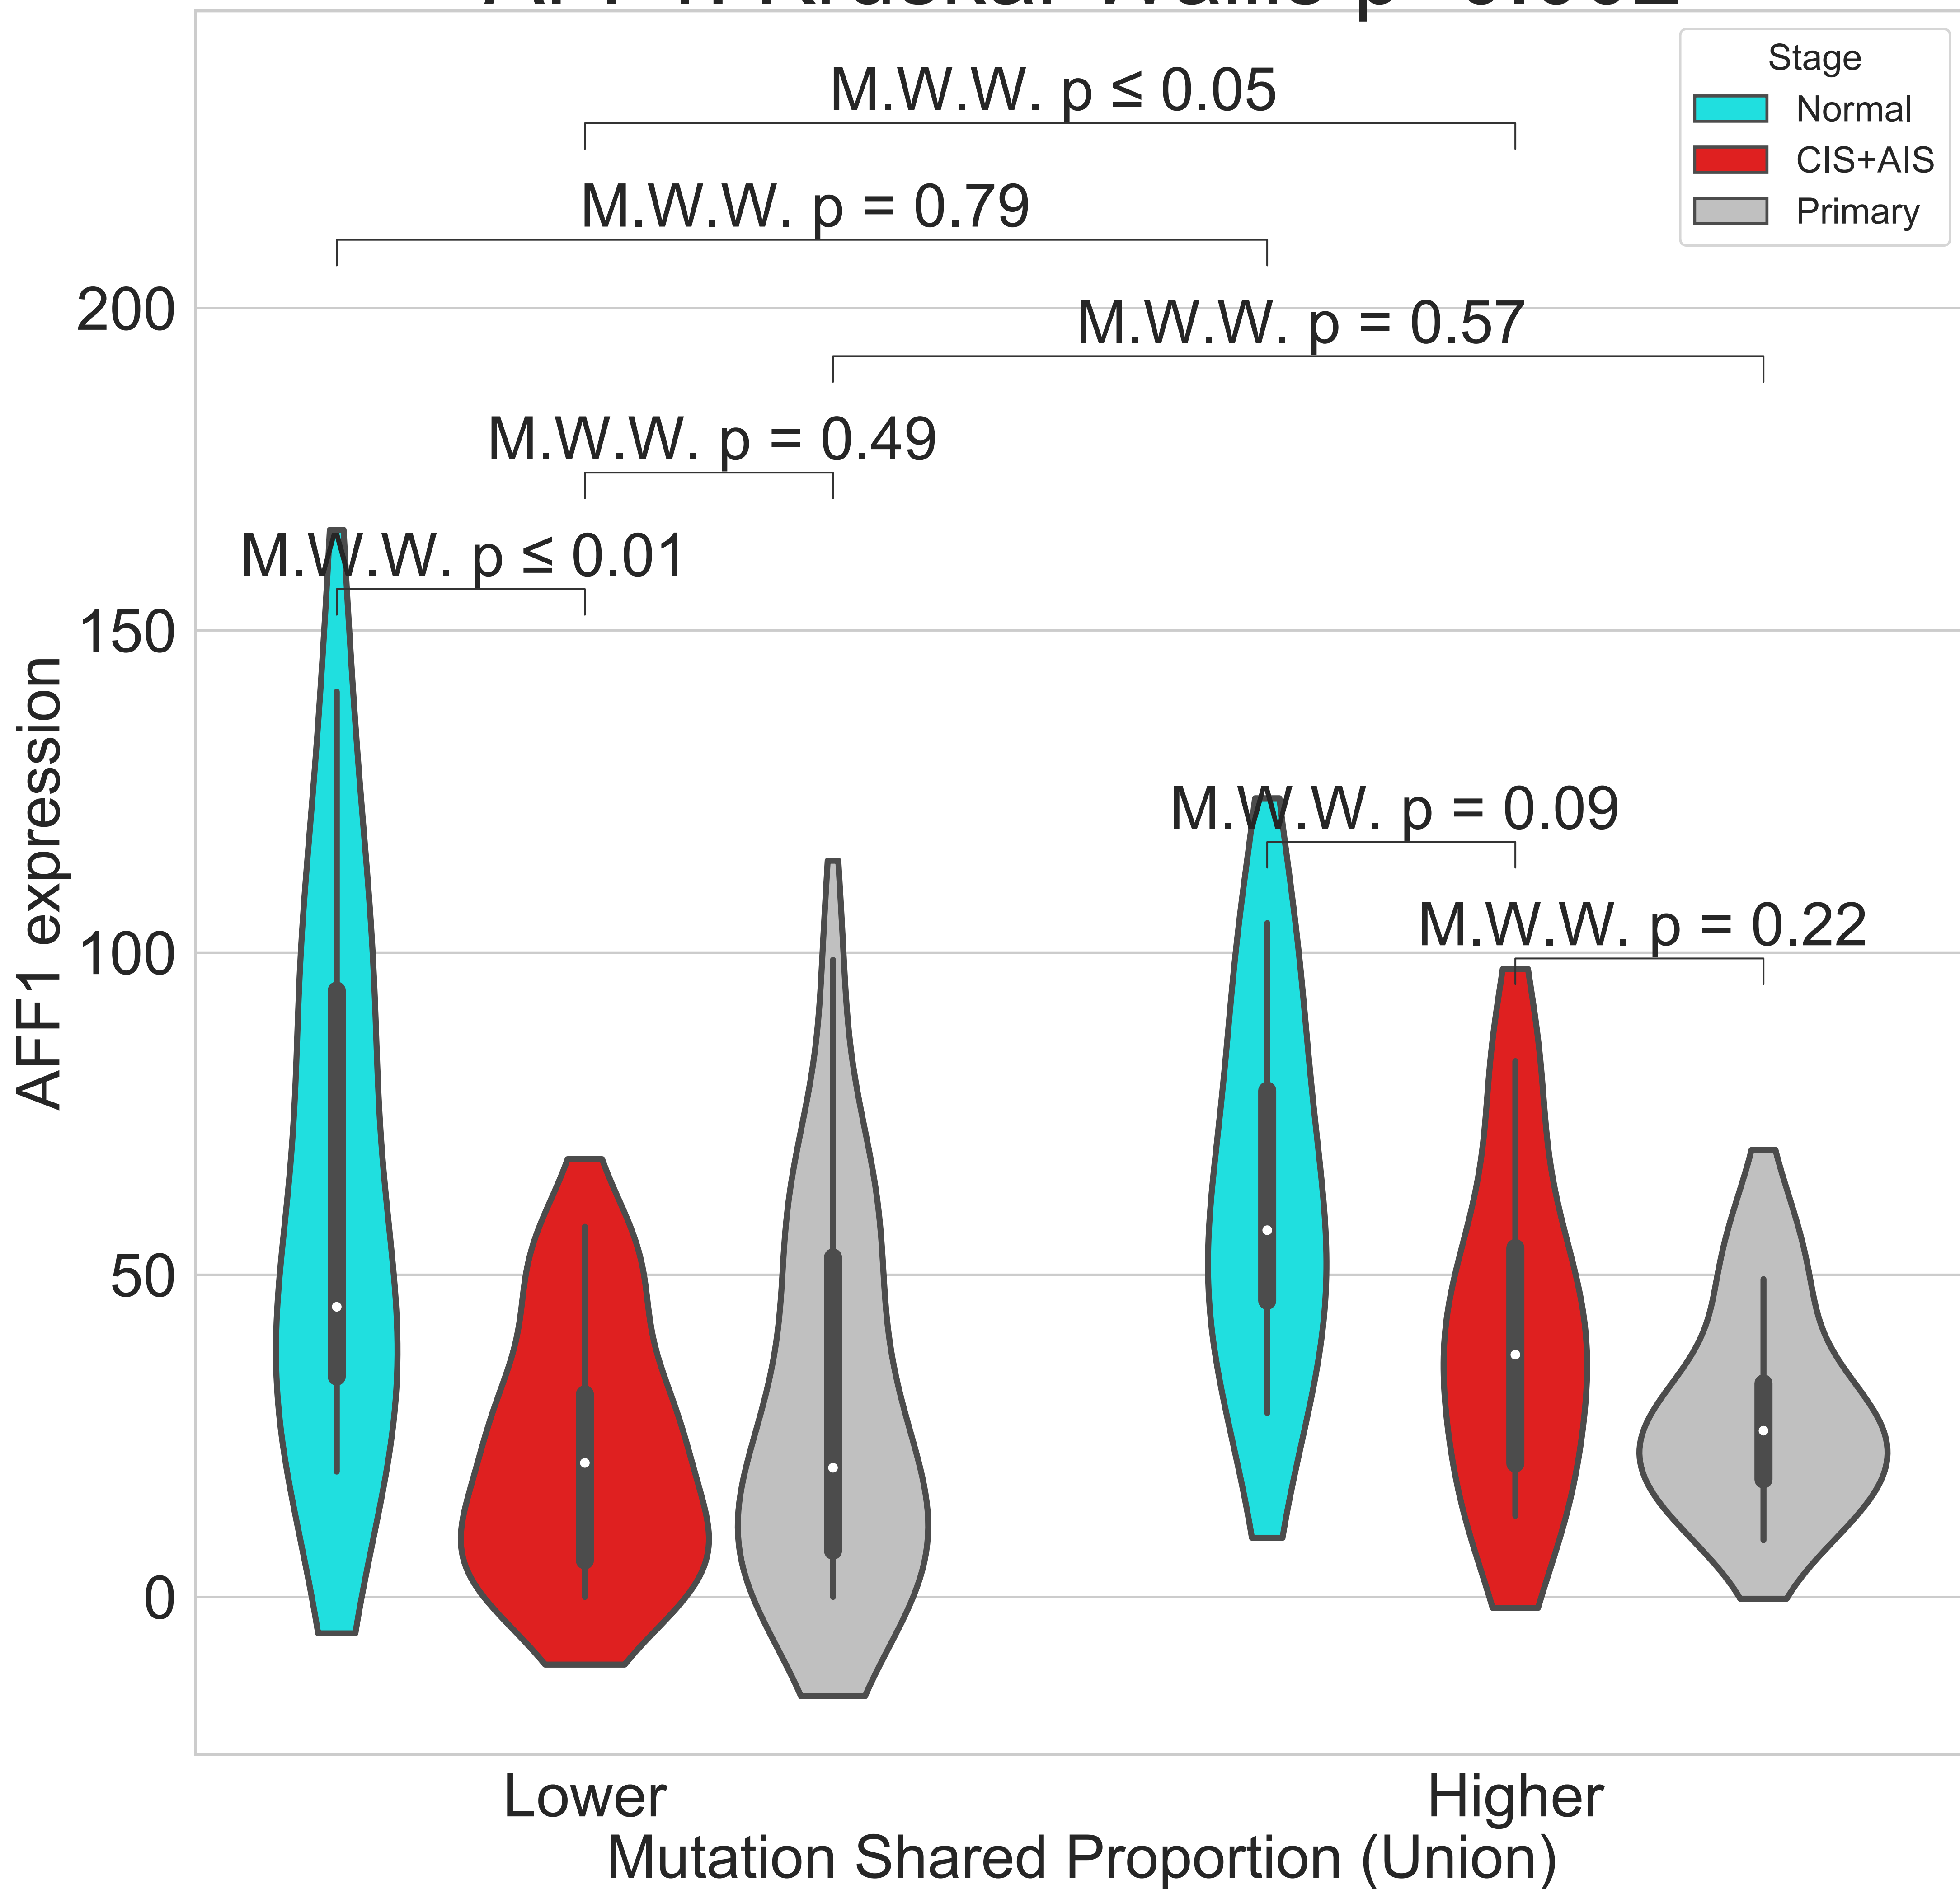 M.W.W. p ≤ 0.05
M.W.W. p = 0.79
M.W.W. p = 0.57
M.W.W. p = 0.49
M.W.W. p ≤ 0.01
M.W.W. p = 0.09
M.W.W. p = 0.22
Stage
Normal
CIS+AIS
Primary
AFF1 expression
200
150
100
50
0
Lower
Higher
Mutation Shared Proportion (Union)